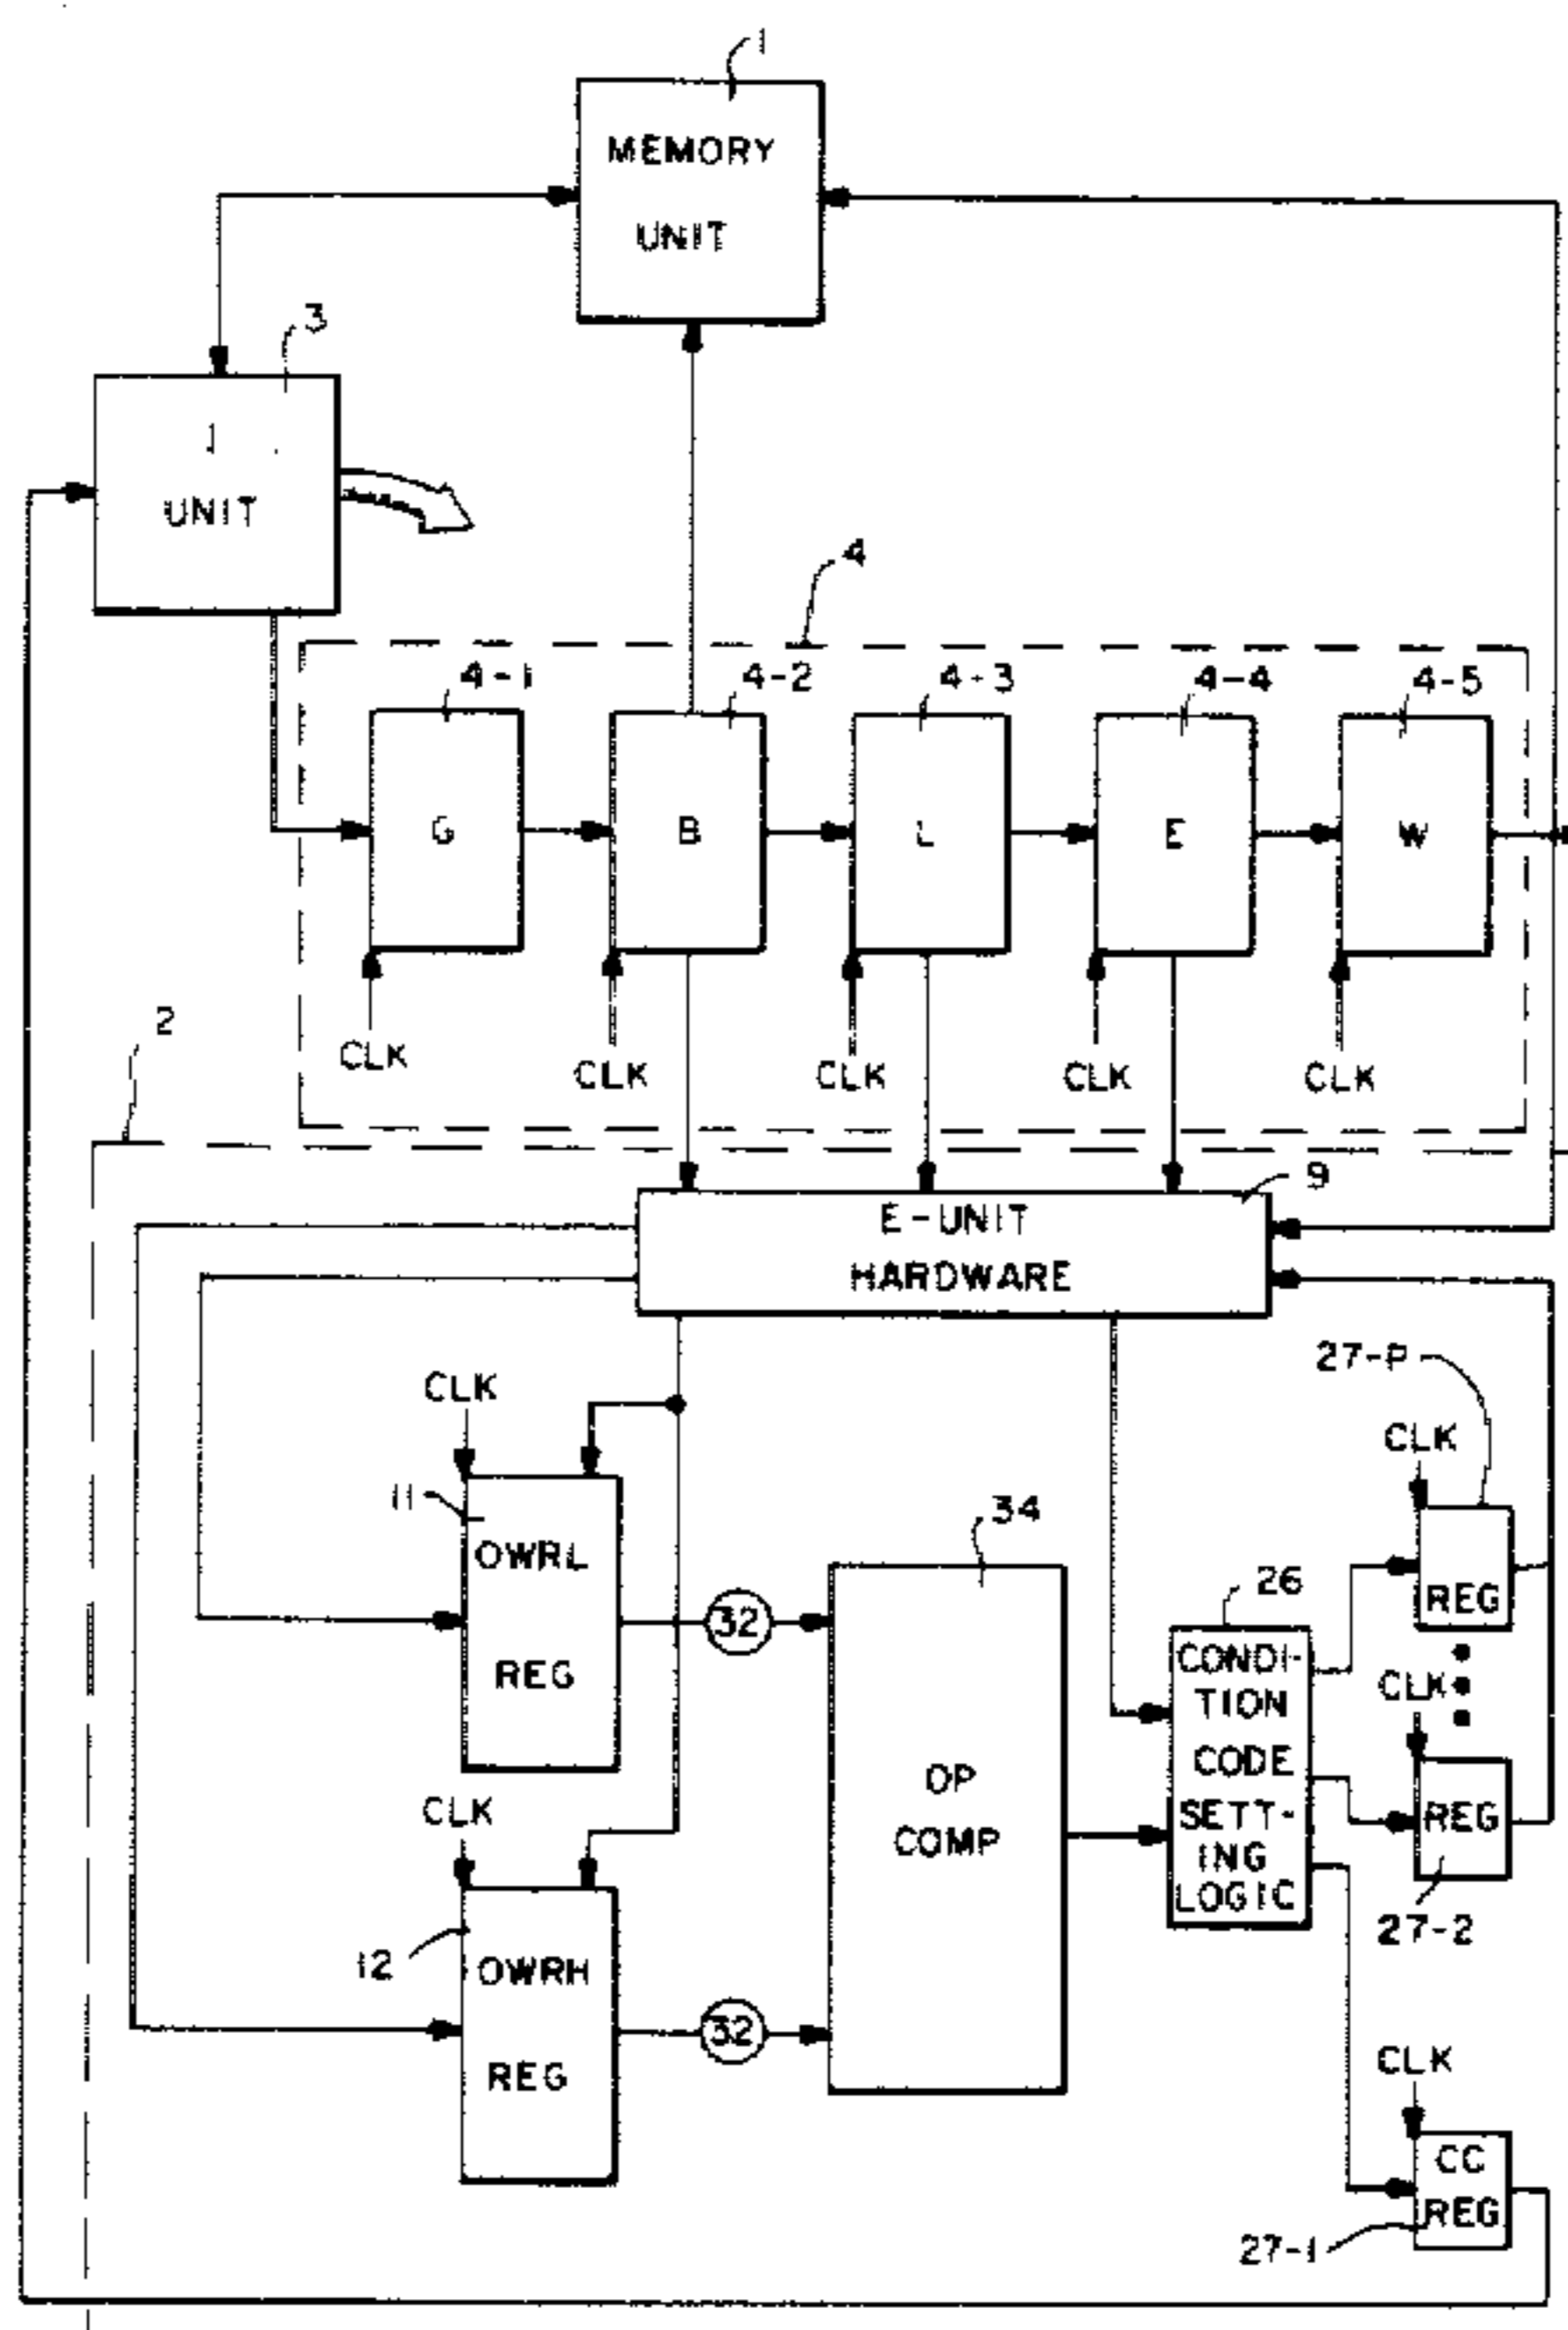 1
MEMORY
UNIT
3
I
UNIT
4
4-1
4-2
4-3
4-4
4-5
G
B
L
E
W
CLK
CLK
CLK
CLK
CLK
2
9
E-UNIT
HARDWARE
27-P
CLK
CLK
11
OWRL
REG
34
REG
32
26
CONDI-
TION
CODE
SETT-
ING
LOGIC
CLK
REG
27-2
OP
COMP
CLK
12
OWRH
REG
32
CLK
CC
REG
27-1